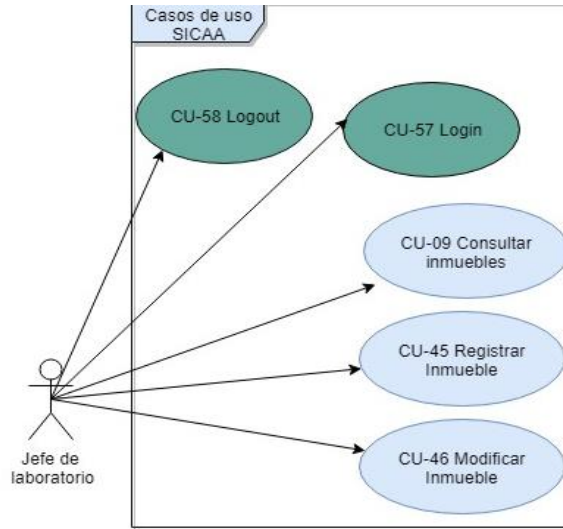 Casos de uso
SICAA
CU-58 Logout
CU-57 Login
CU-09 Consultar
inmuebles
CU-45 Registrar
Inmueble
CU-46 Modificar
Inmueble
Jefe de
laboratorio